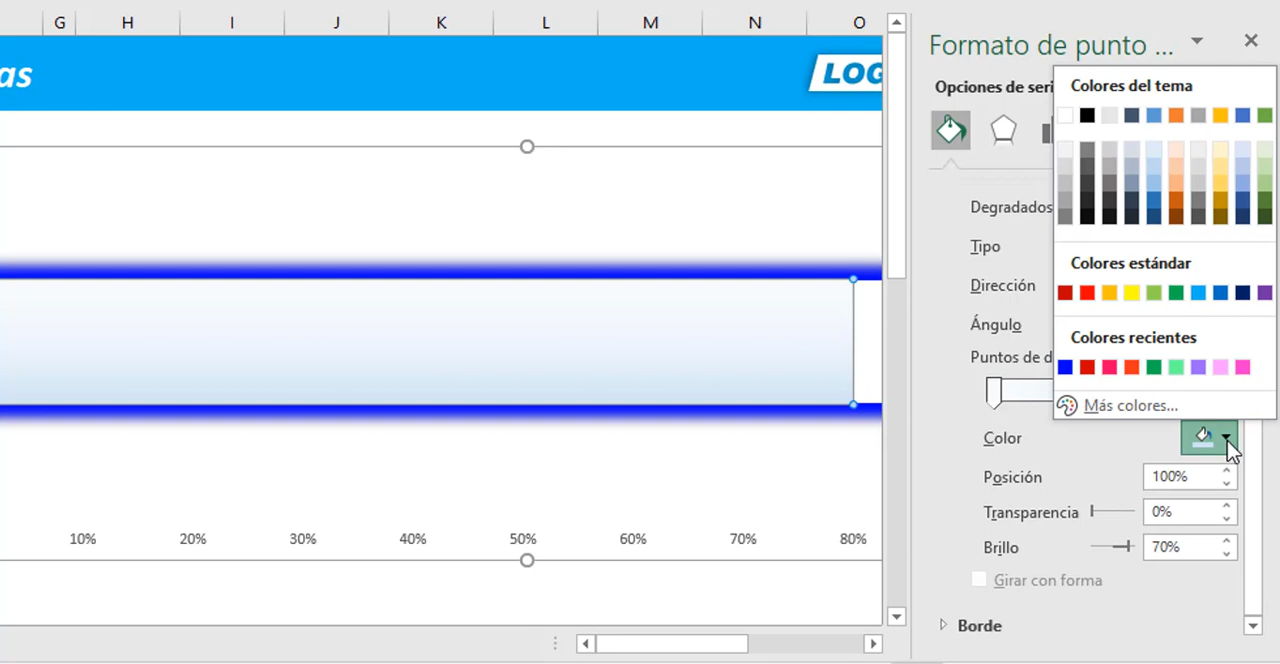 G H I J K L M N O
as
LOG
10% 20% 30% 40% 50% 60% 70% 80%
Formato de punto ...
Opciones de seri
Colores del tema
Degradados
Tipo
Colores estándar
Dirección
Ángulo
Colores recientes
Puntos de d
Más colores...
Color
Posición 100%
Transparencia 0%
Brillo 70%
Girar con forma
Borde